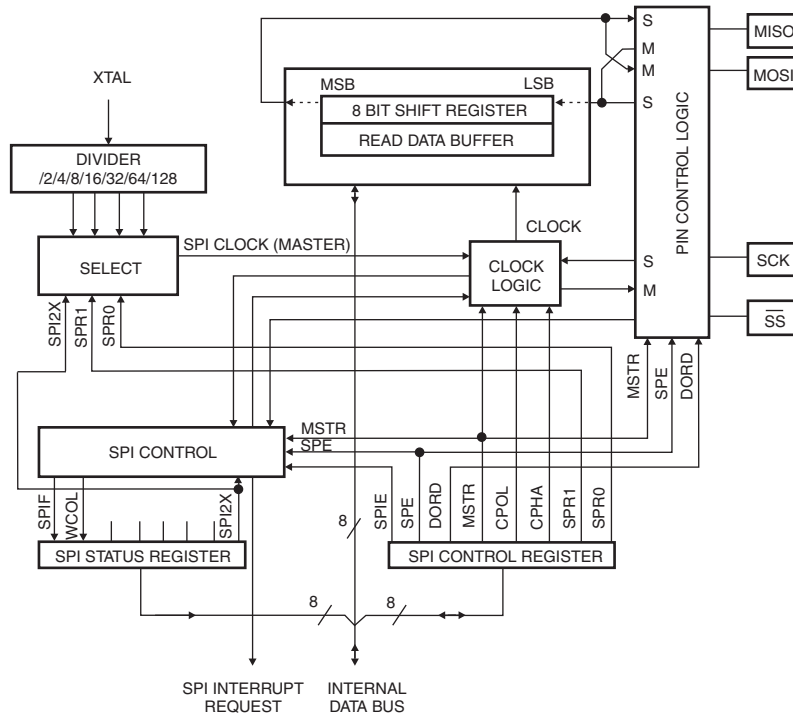 S
MISO
M
M
MOSI
XTAL
MSB
LSB
8 BIT SHIFT REGISTER
READ DATA BUFFER
S
DIVIDER
/2/4/8/16/32/64/128
PIN CONTROL LOGIC
CLOCK
SPI CLOCK (MASTER)
SELECT
CLOCK
LOGIC
S
M
SCK
SS
SPI2X
SPR1
SPR0
MSTR
SPE
DORD
MSTR
SPE
SPI CONTROL
SPIF
WCOL
SPI2X
8
SPIE
SPE
DORD
MSTR
CPOL
CPHA
SPR1
SPR0
SPI STATUS REGISTER
SPI CONTROL REGISTER
8
8
SPI INTERRUPT
REQUEST
INTERNAL
DATA BUS